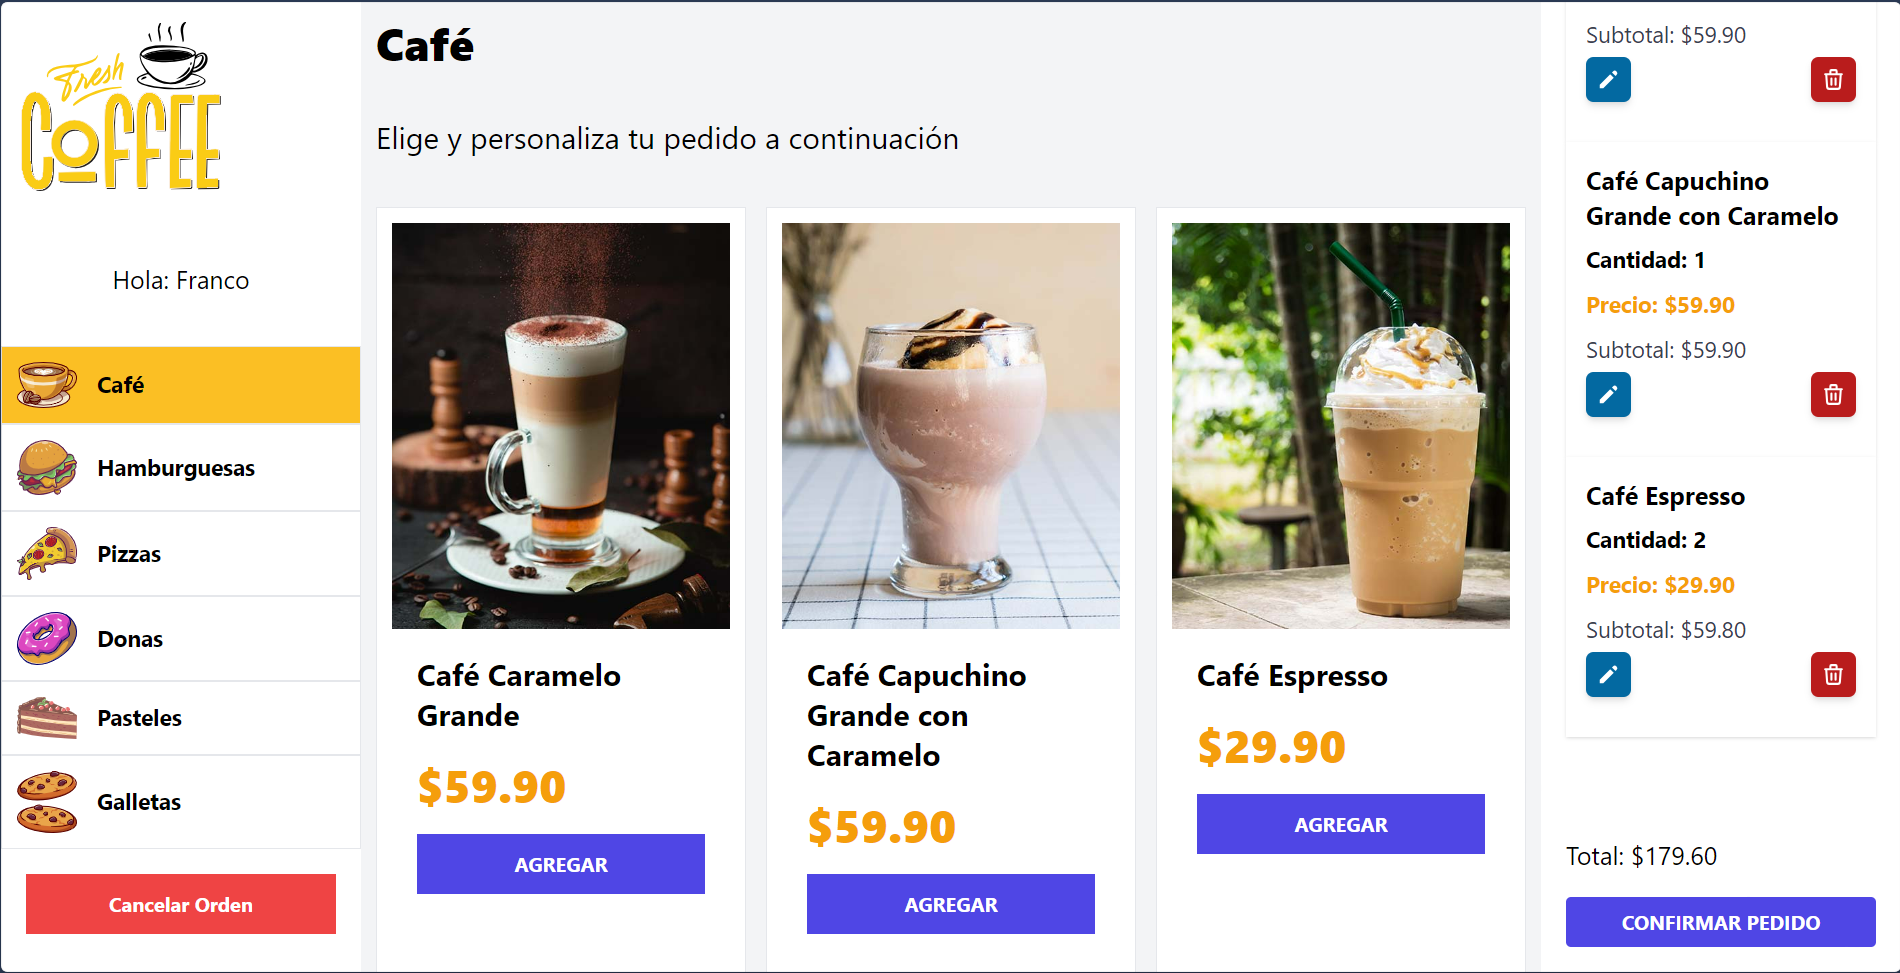 Fresh
COFFEE
Hola: Franco
Café
Hamburguesas
Pizzas
Donas
Pasteles
Galletas
Cancelar Orden
Café
Elige y personaliza tu pedido a continuación
Café Caramelo
Grande
$59.90
AGREGAR
Café Capuchino
Grande con
Caramelo
$59.90
AGREGAR
Café Espresso
$29.90
AGREGAR
Subtotal: $59.90
Café Capuchino
Grande con Caramelo
Cantidad: 1
Precio: $59.90
Subtotal: $59.90
Café Espresso
Cantidad: 2
Precio: $29.90
Subtotal: $59.80
Total: $179.60
CONFIRMAR PEDIDO